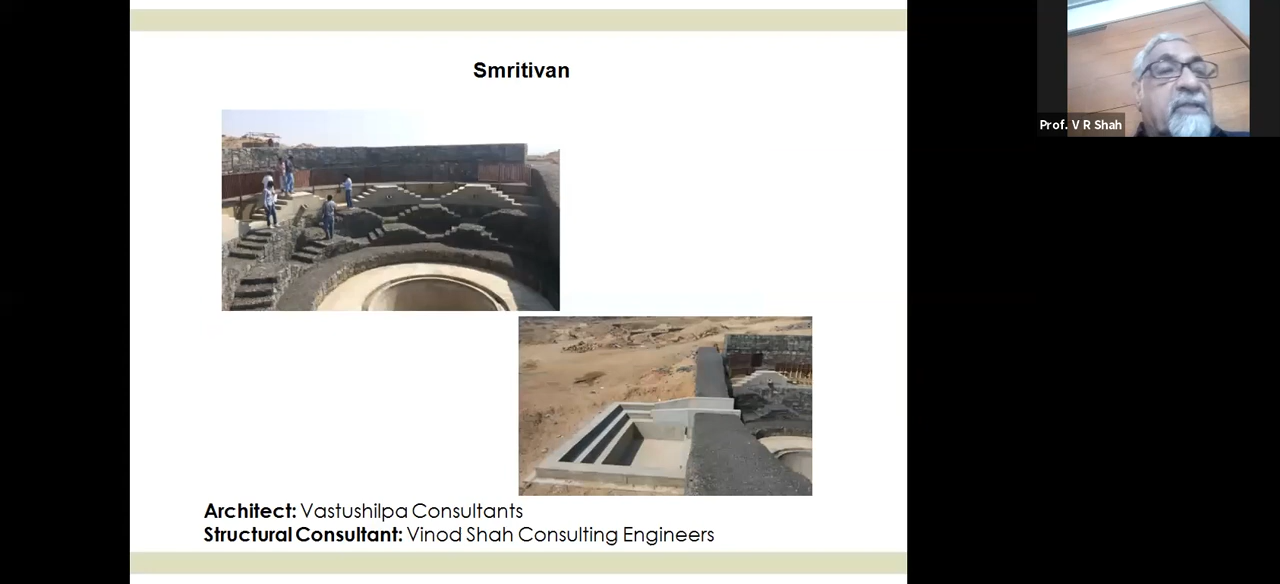 Smritivan
Prof. V R Shah
Architect: Vastushilpa Consultants
Structural Consultant: Vinod Shah Consulting Engineers